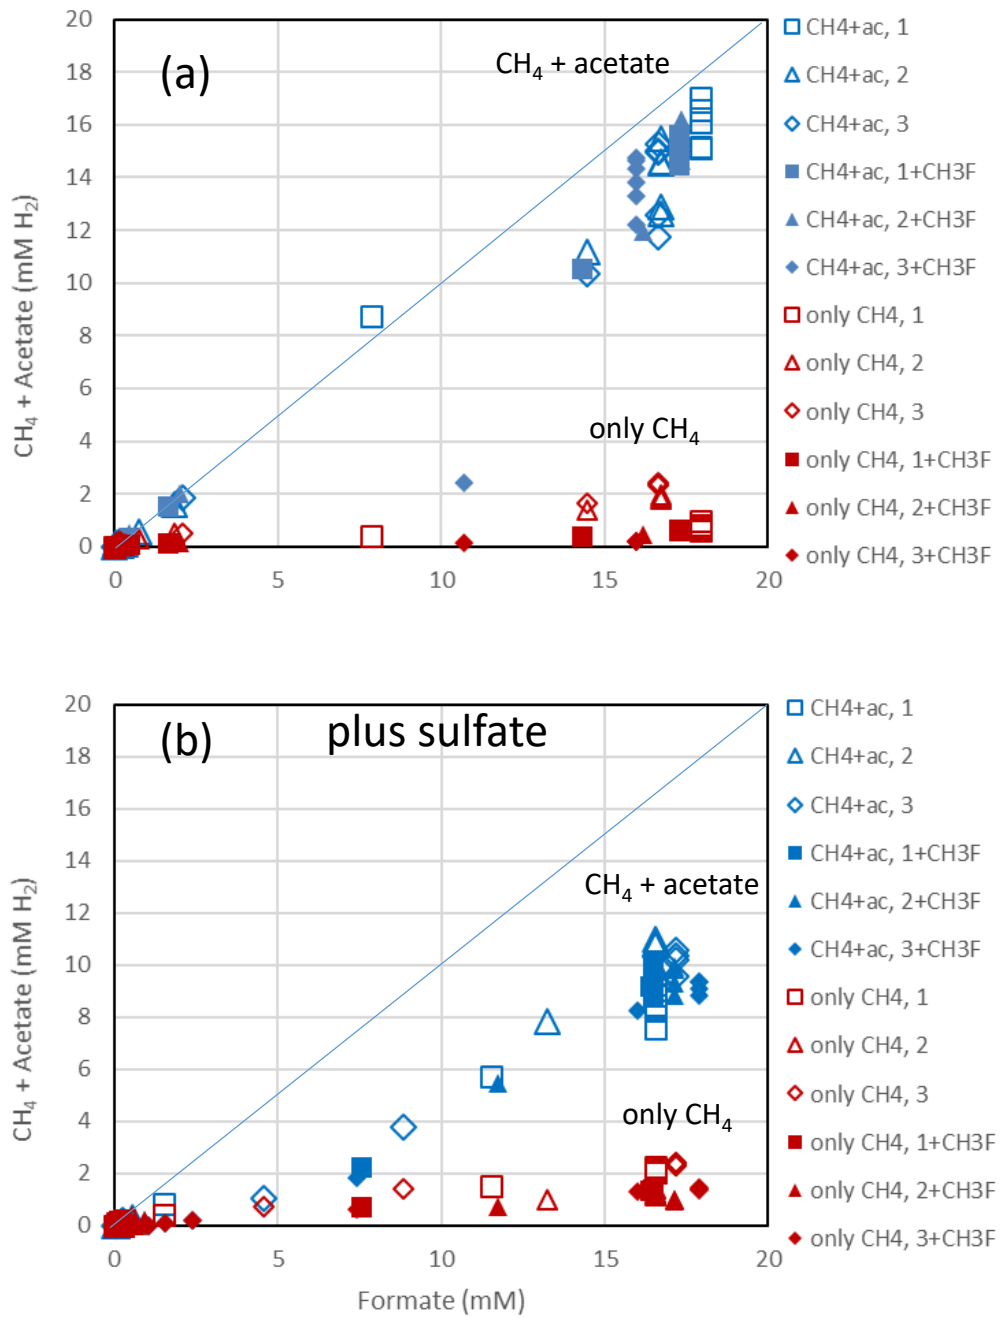 (a)
CH₄ + acetate
only CH₄
CH₄ + Acetate (mM H₂)
20
18
16
14
12
10
8
6
4
2
0
0 5 10 15 20
CH4+ac, 1
CH4+ac, 2
CH4+ac, 3
CH4+ac, 1+CH3F
CH4+ac, 2+CH3F
CH4+ac, 3+CH3F
only CH4, 1
only CH4, 2
only CH4, 3
only CH4, 1+CH3F
only CH4, 2+CH3F
only CH4, 3+CH3F
(b)
plus sulfate
CH₄ + acetate
only CH₄
CH₄ + Acetate (mM H₂)
20
18
16
14
12
10
8
6
4
2
0
0 5 10 15 20
Formate (mM)
CH4+ac, 1
CH4+ac, 2
CH4+ac, 3
CH4+ac, 1+CH3F
CH4+ac, 2+CH3F
CH4+ac, 3+CH3F
only CH4, 1
only CH4, 2
only CH4, 3
only CH4, 1+CH3F
only CH4, 2+CH3F
only CH4, 3+CH3F